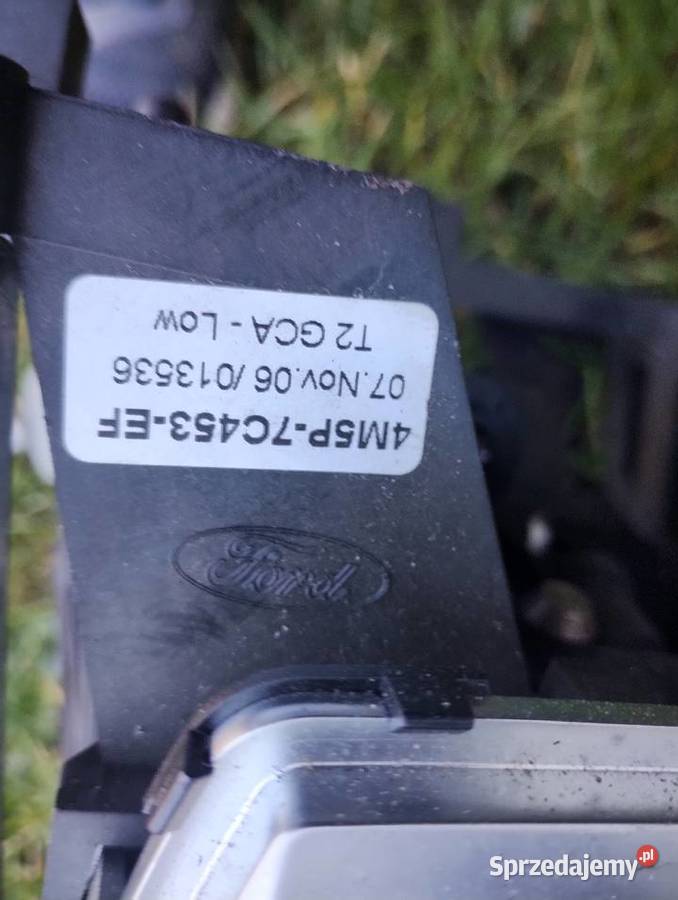 4M5P-7C453-EF
07.Nov.06 /013536
T2 GCA - Low
Ford
Sprzedajemy.pl